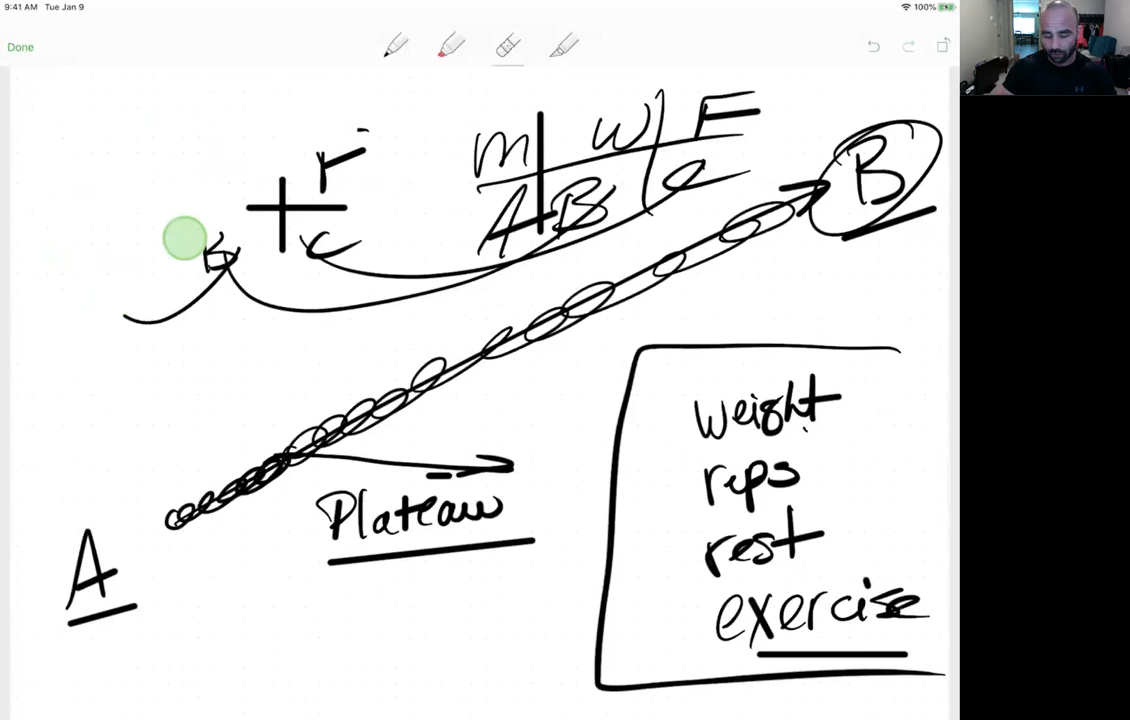 9:41 AM Tue Jan 9
100%
Done
M W F
A B C
B
r
C
Plateau
A
weight
reps
rest
exercise